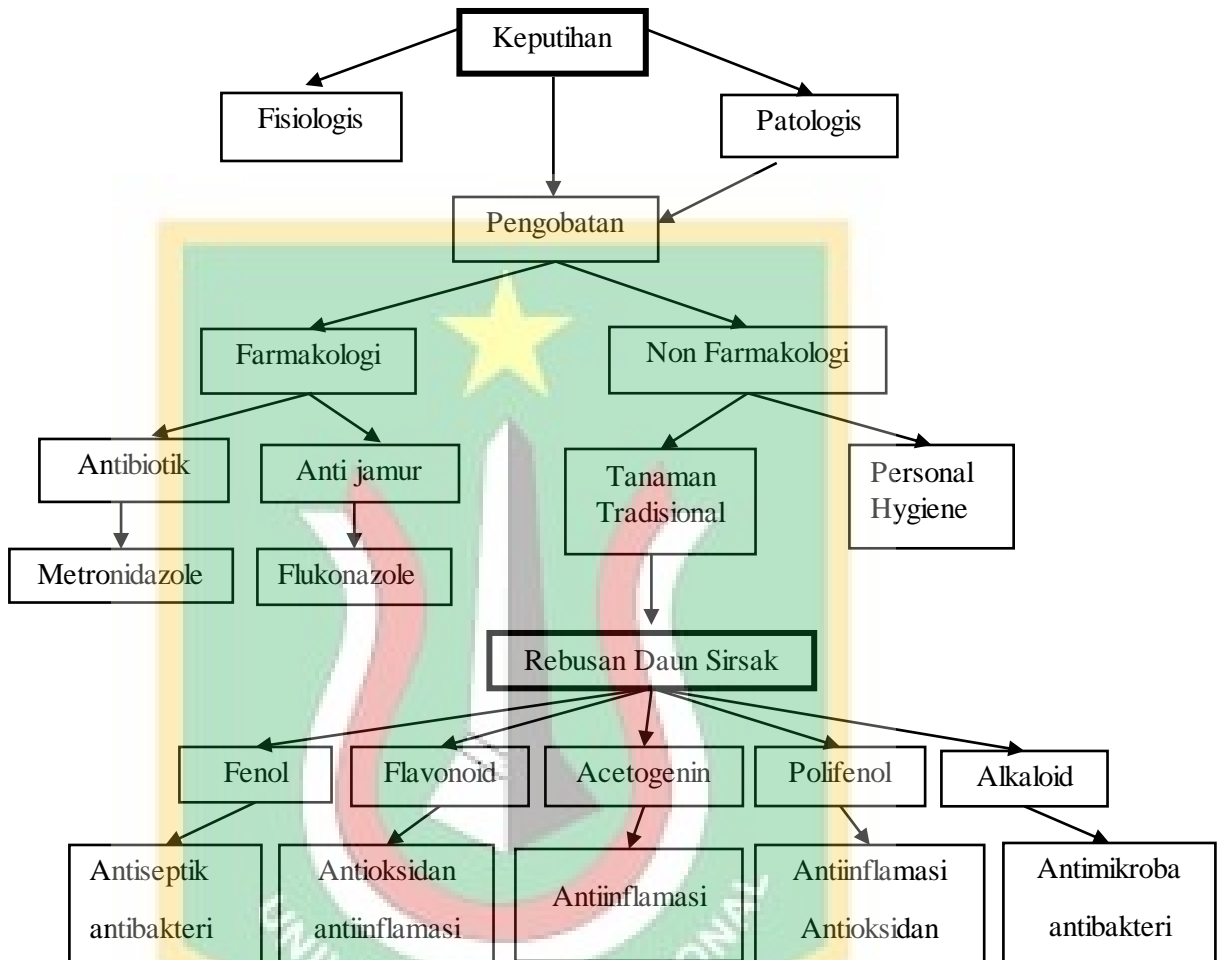 Keputihan
Fisiologis
Patologis
Pengobatan
Farmakologi
Non Farmakologi
Antibiotik
Anti jamur
Tanaman
Tradisional
Personal
Hygiene
Metronidazole
Flukonazole
Rebusan Daun Sirsak
Fenol
Flavonoid
Acetogenin
Polifenol
Alkaloid
Antiseptik
antibakteri
Antioksidan
antiinflamasi
Antiinflamasi
Antiinflamasi
Antioksidan
Antimikroba
antibakteri